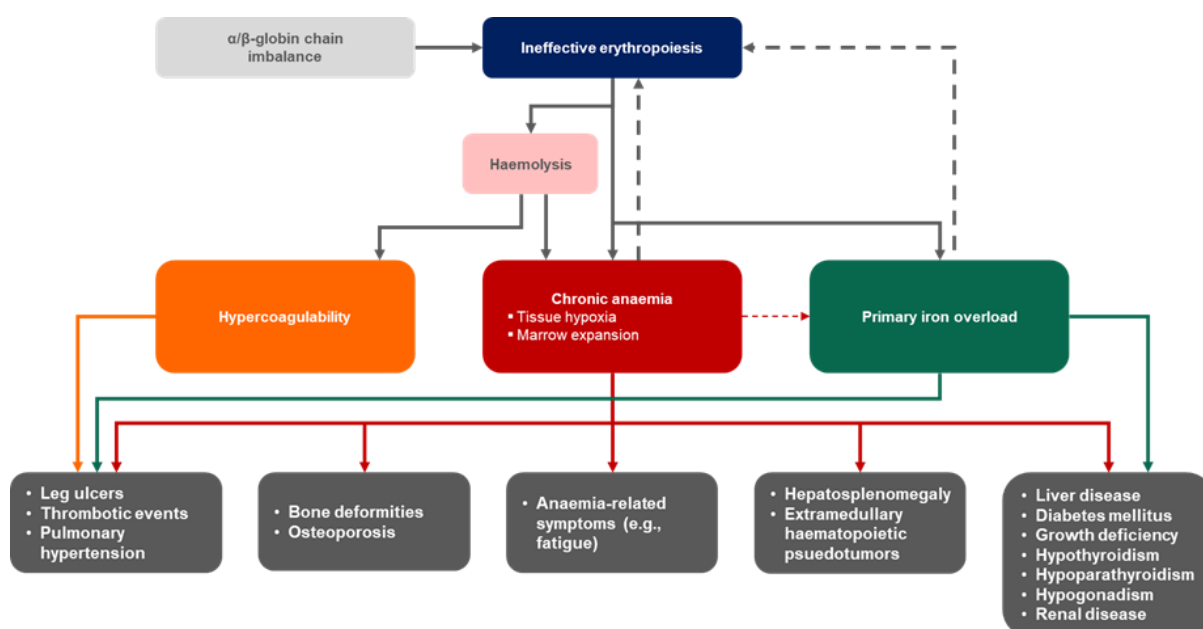 α/β-globin chain
imbalance
Ineffective erythropoiesis
Haemolysis
Hypercoagulability
Chronic anaemia
▪ Tissue hypoxia
▪ Marrow expansion
Primary iron overload
• Leg ulcers
• Thrombotic events
• Pulmonary
hypertension
• Bone deformities
• Osteoporosis
• Anaemia-related
symptoms (e.g.,
fatigue)
• Hepatosplenomegaly
• Extramedullary
haematopoietic
psuedotumors
• Liver disease
• Diabetes mellitus
• Growth deficiency
• Hypothyroidism
• Hypoparathyroidism
• Hypogonadism
• Renal disease